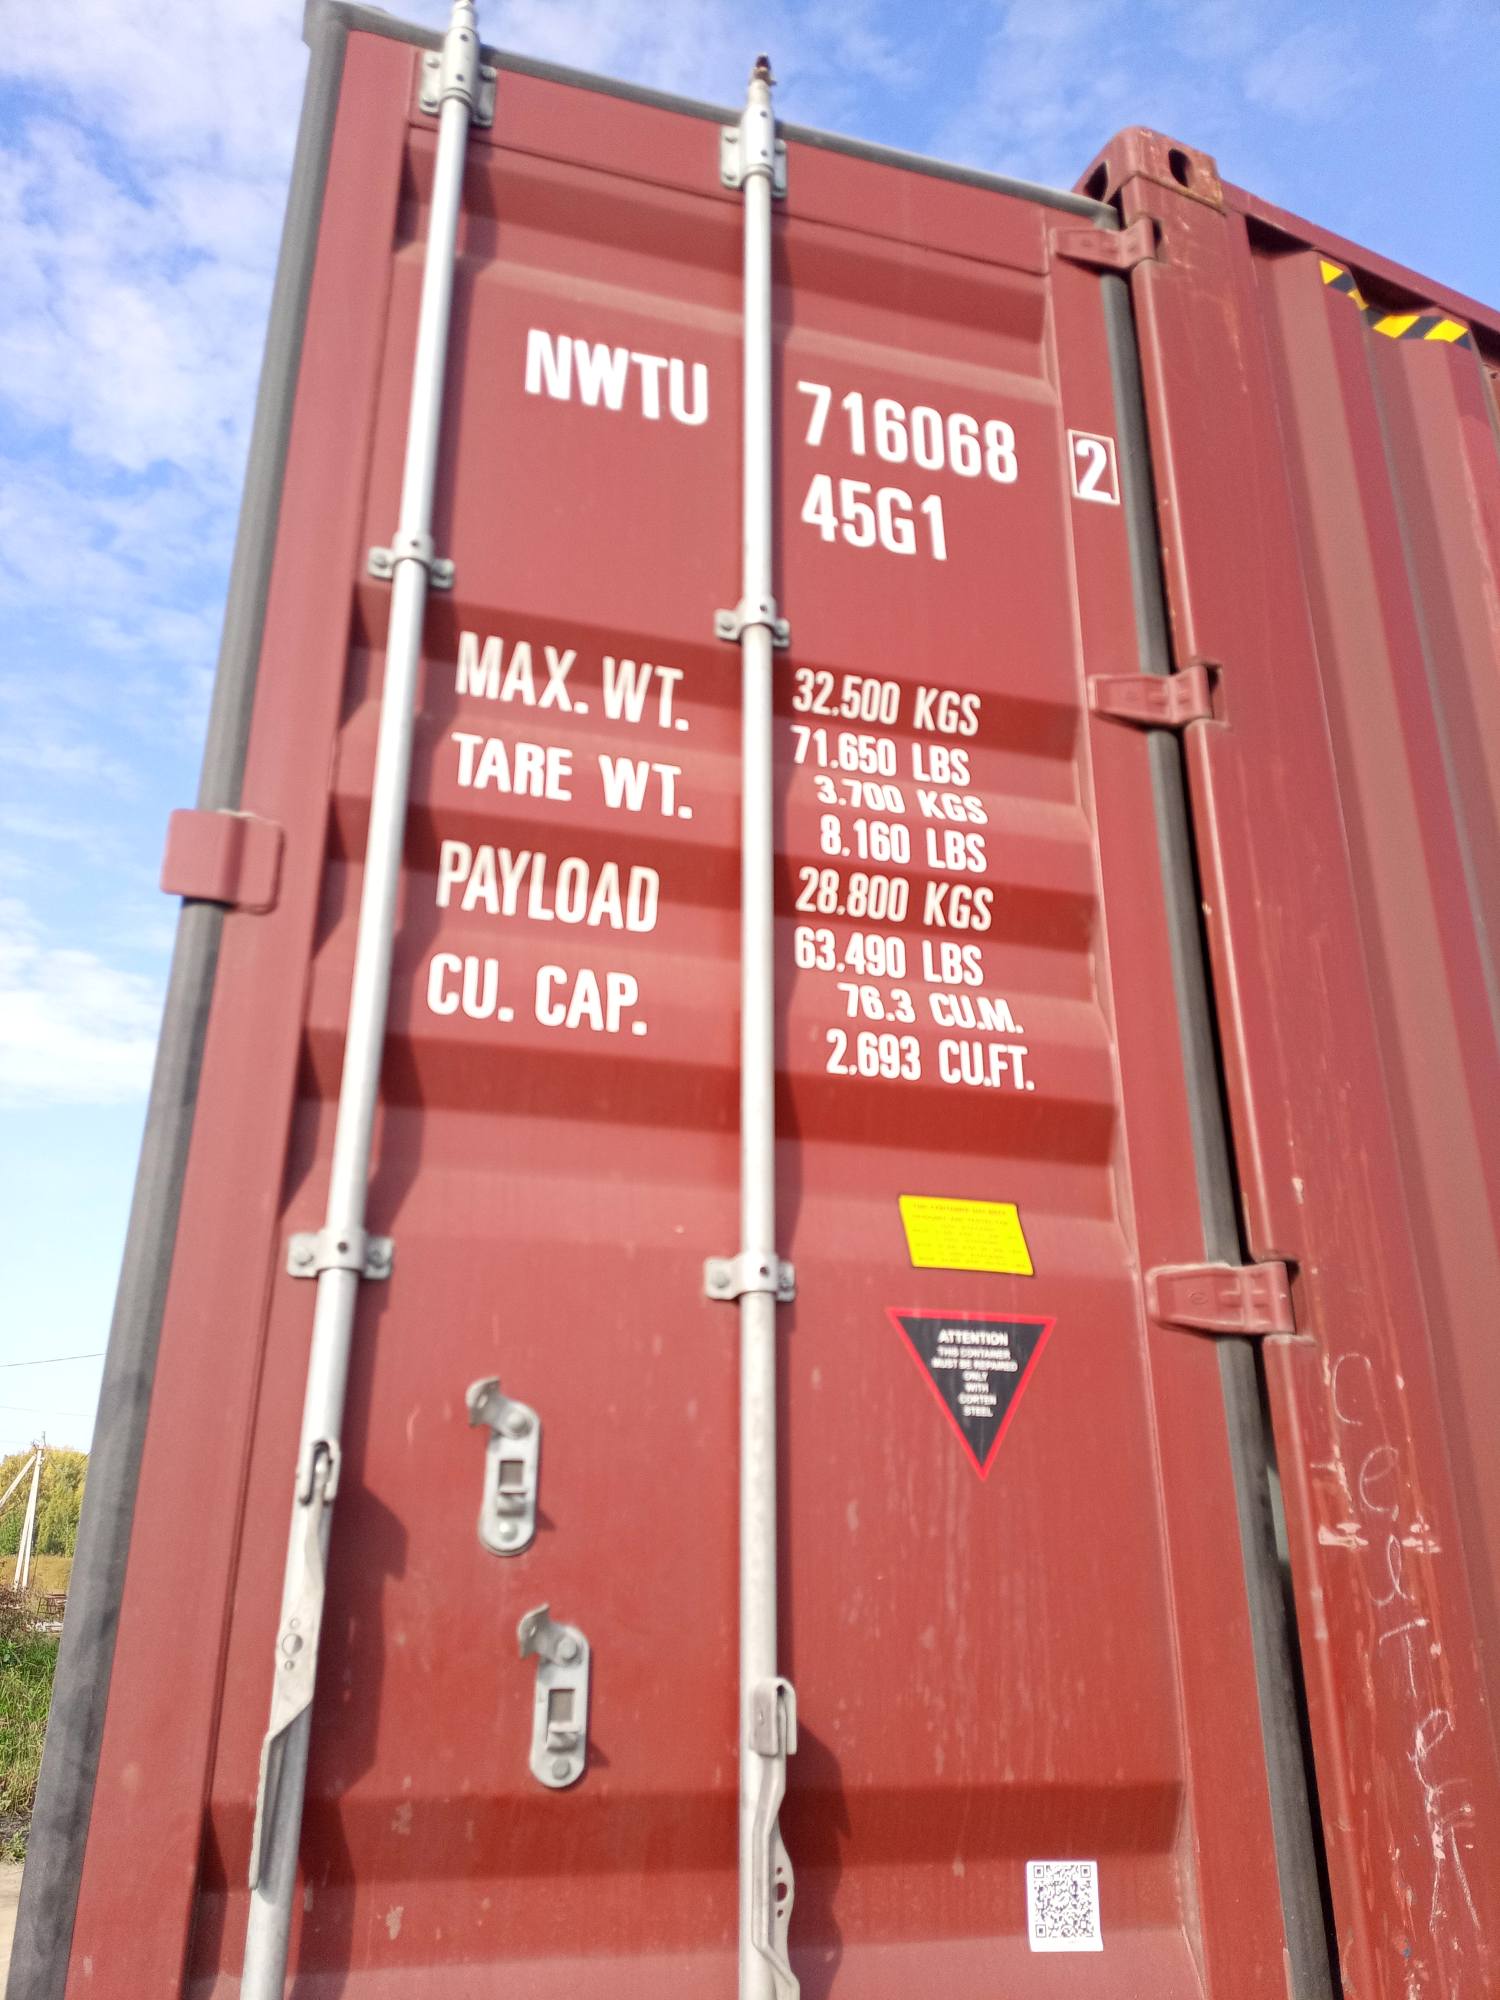 NWTU 716068 2
45G1
MAX. WT. 32.500 KGS
71.650 LBS
TARE WT. 3.700 KGS
8.160 LBS
PAYLOAD 28.800 KGS
63.490 LBS
CU. CAP. 76.3 CU.M.
2.693 CU.FT.
ATTENTION
THIS CONTAINER
MUST BE REPAIRED
ONLY
WITH
CORTEN
STEEL